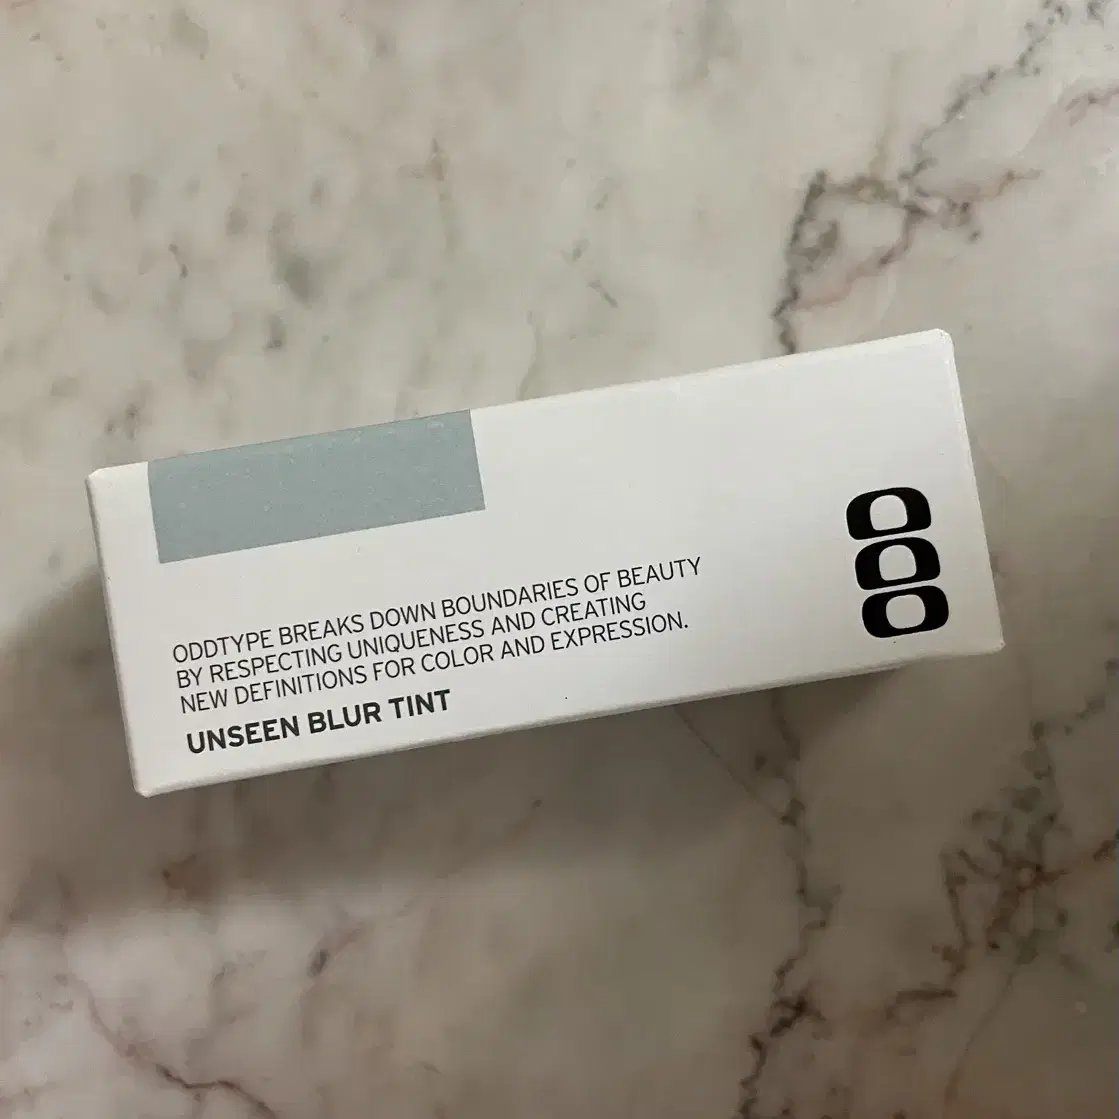 ODDTYPE BREAKS DOWN BOUNDARIES OF BEAUTY
BY RESPECTING UNIQUENESS AND CREATING
NEW DEFINITIONS FOR COLOR AND EXPRESSION.
UNSEEN BLUR TINT